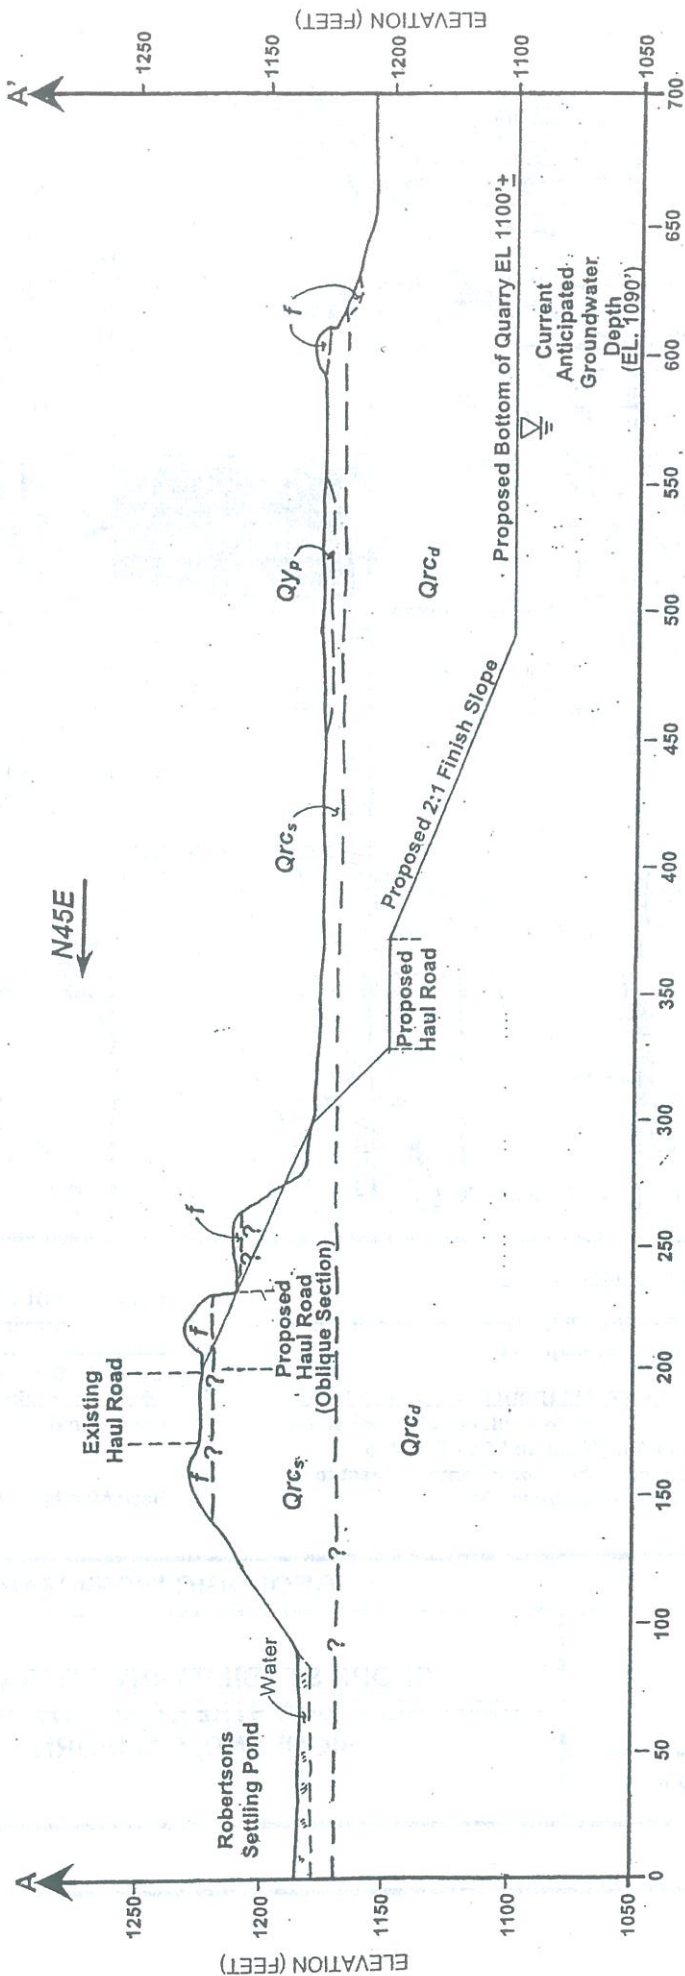 A
A'
N45E
ELEVATION (FEET)
1250
1200
1150
1100
1050
ELEVATION (FEET)
1250
1150
1200
1100
1050
Robertsons
Settling Pond
Water
Existing
Haul Road
f
f
f
f
?
?
?
?
?
?
Proposed
Haul Road
(Oblique Section)
Qrcs
Qrcd
Qrcs
Qyp
Qrcd
Proposed
Haul Road
Proposed 2:1 Finish Slope
Proposed Bottom of Quarry EL 1100'±
Current
Anticipated
Groundwater
Depth
(EL. 1090')
0
50
100
150
200
250
300
350
400
450
500
550
600
650
700